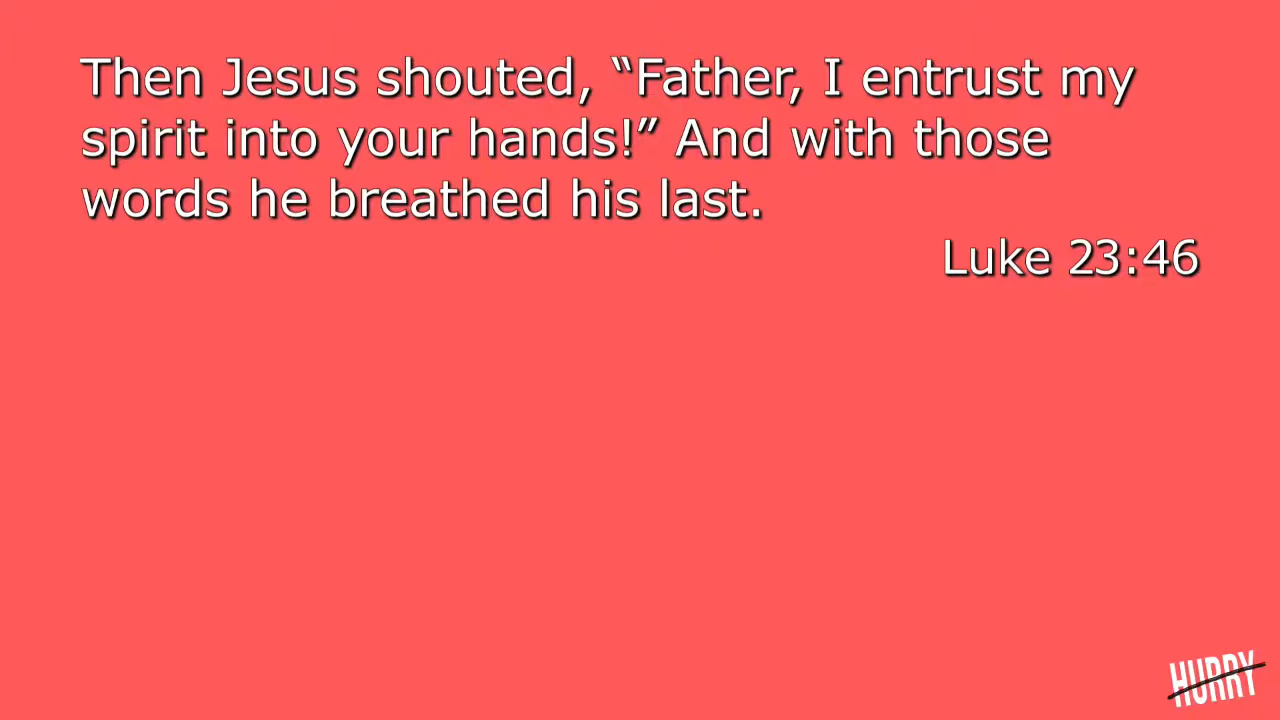 Then Jesus shouted, “Father, I entrust my
spirit into your hands!” And with those
words he breathed his last.
Luke 23:46
HURRY